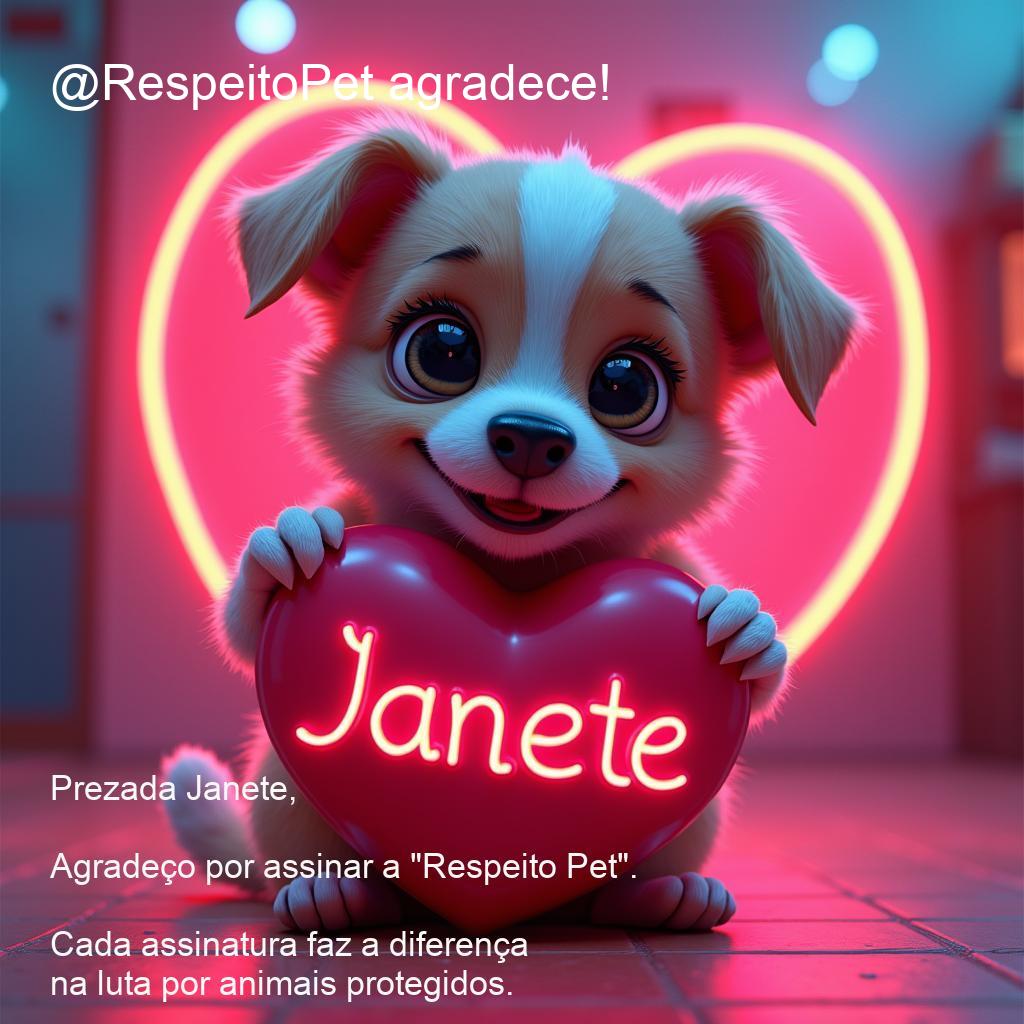 @RespeitoPet agradece!
Janete
Prezada Janete,
Agradeço por assinar a "Respeito Pet".
Cada assinatura faz a diferença
na luta por animais protegidos.